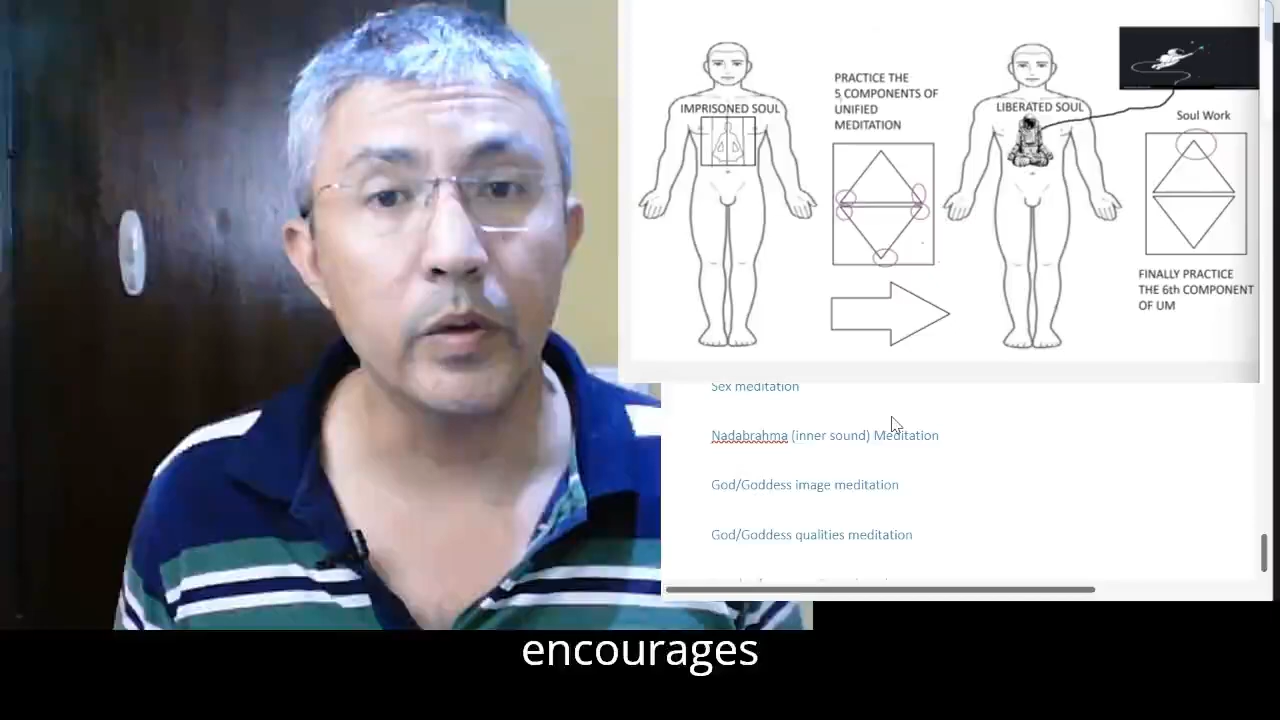 IMPRISONED SOUL
PRACTICE THE
5 COMPONENTS OF
UNIFIED
MEDITATION
LIBERATED SOUL
Soul Work
FINALLY PRACTICE
THE 6th COMPONENT
OF UM
Sex meditation
Nadabrahma (inner sound) Meditation
God/Goddess image meditation
God/Goddess qualities meditation
encourages